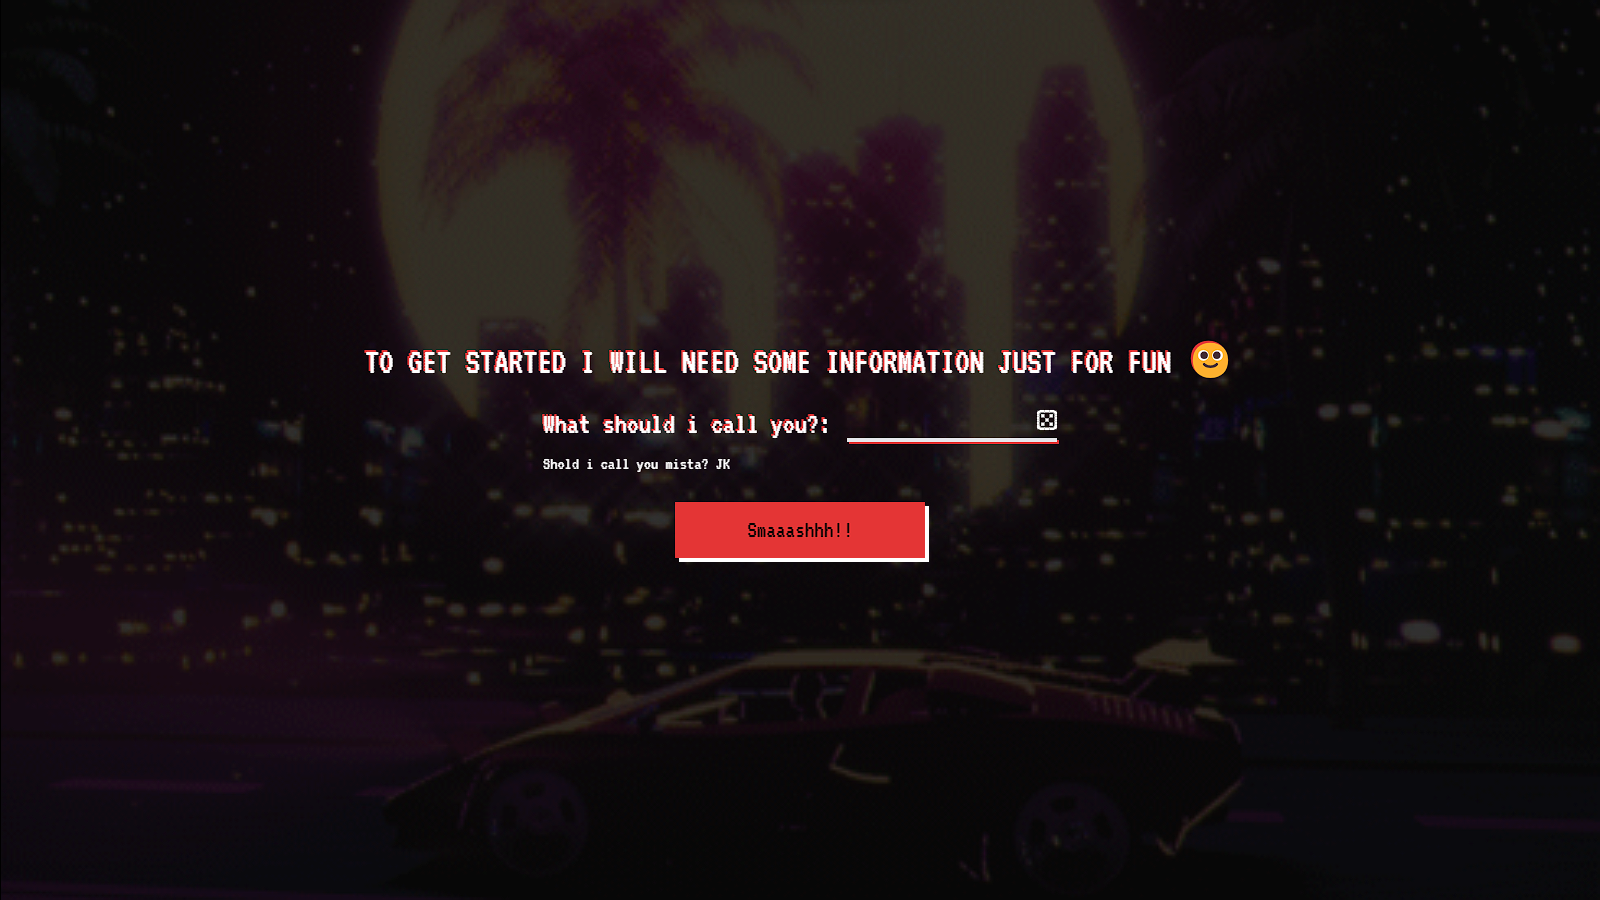 TO GET STARTED I WILL NEED SOME INFORMATION JUST FOR FUN
What should i call you?:
Shold i call you mista? JK
Smaaashhh!!